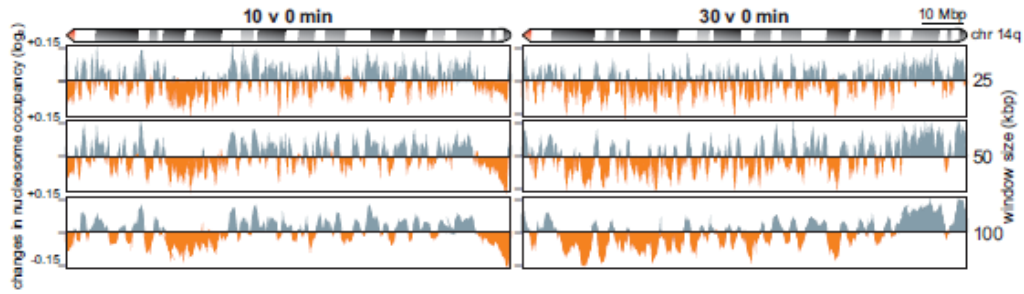 10 v 0 min
30 v 0 min
10 Mbp
chr 14q
changes in nucleosome occupancy (log₂)
+0.15
25
+0.15
50
+0.15
100
-0.15
window size (kbp)